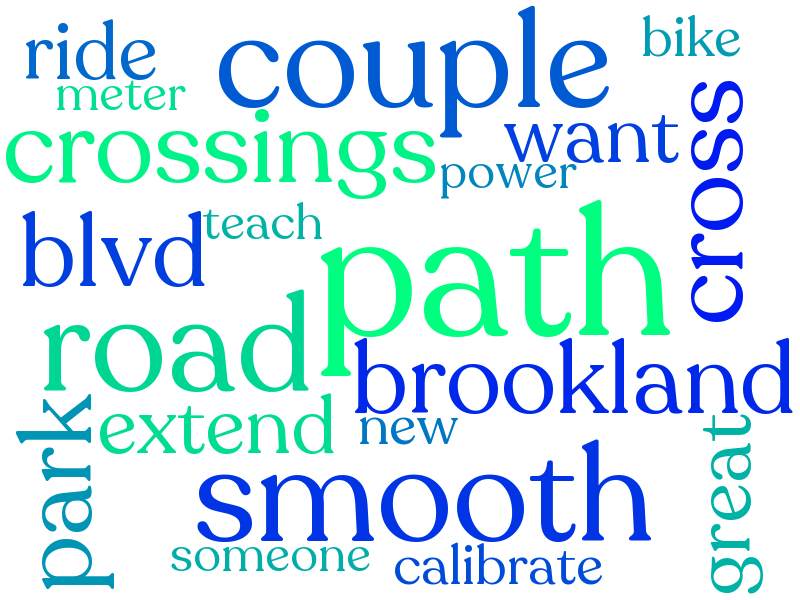 ride
couple
bike
meter
crossings
want
power
cross
blvd
teach
path
road
brookland
park
extend
new
great
smooth
someone
calibrate